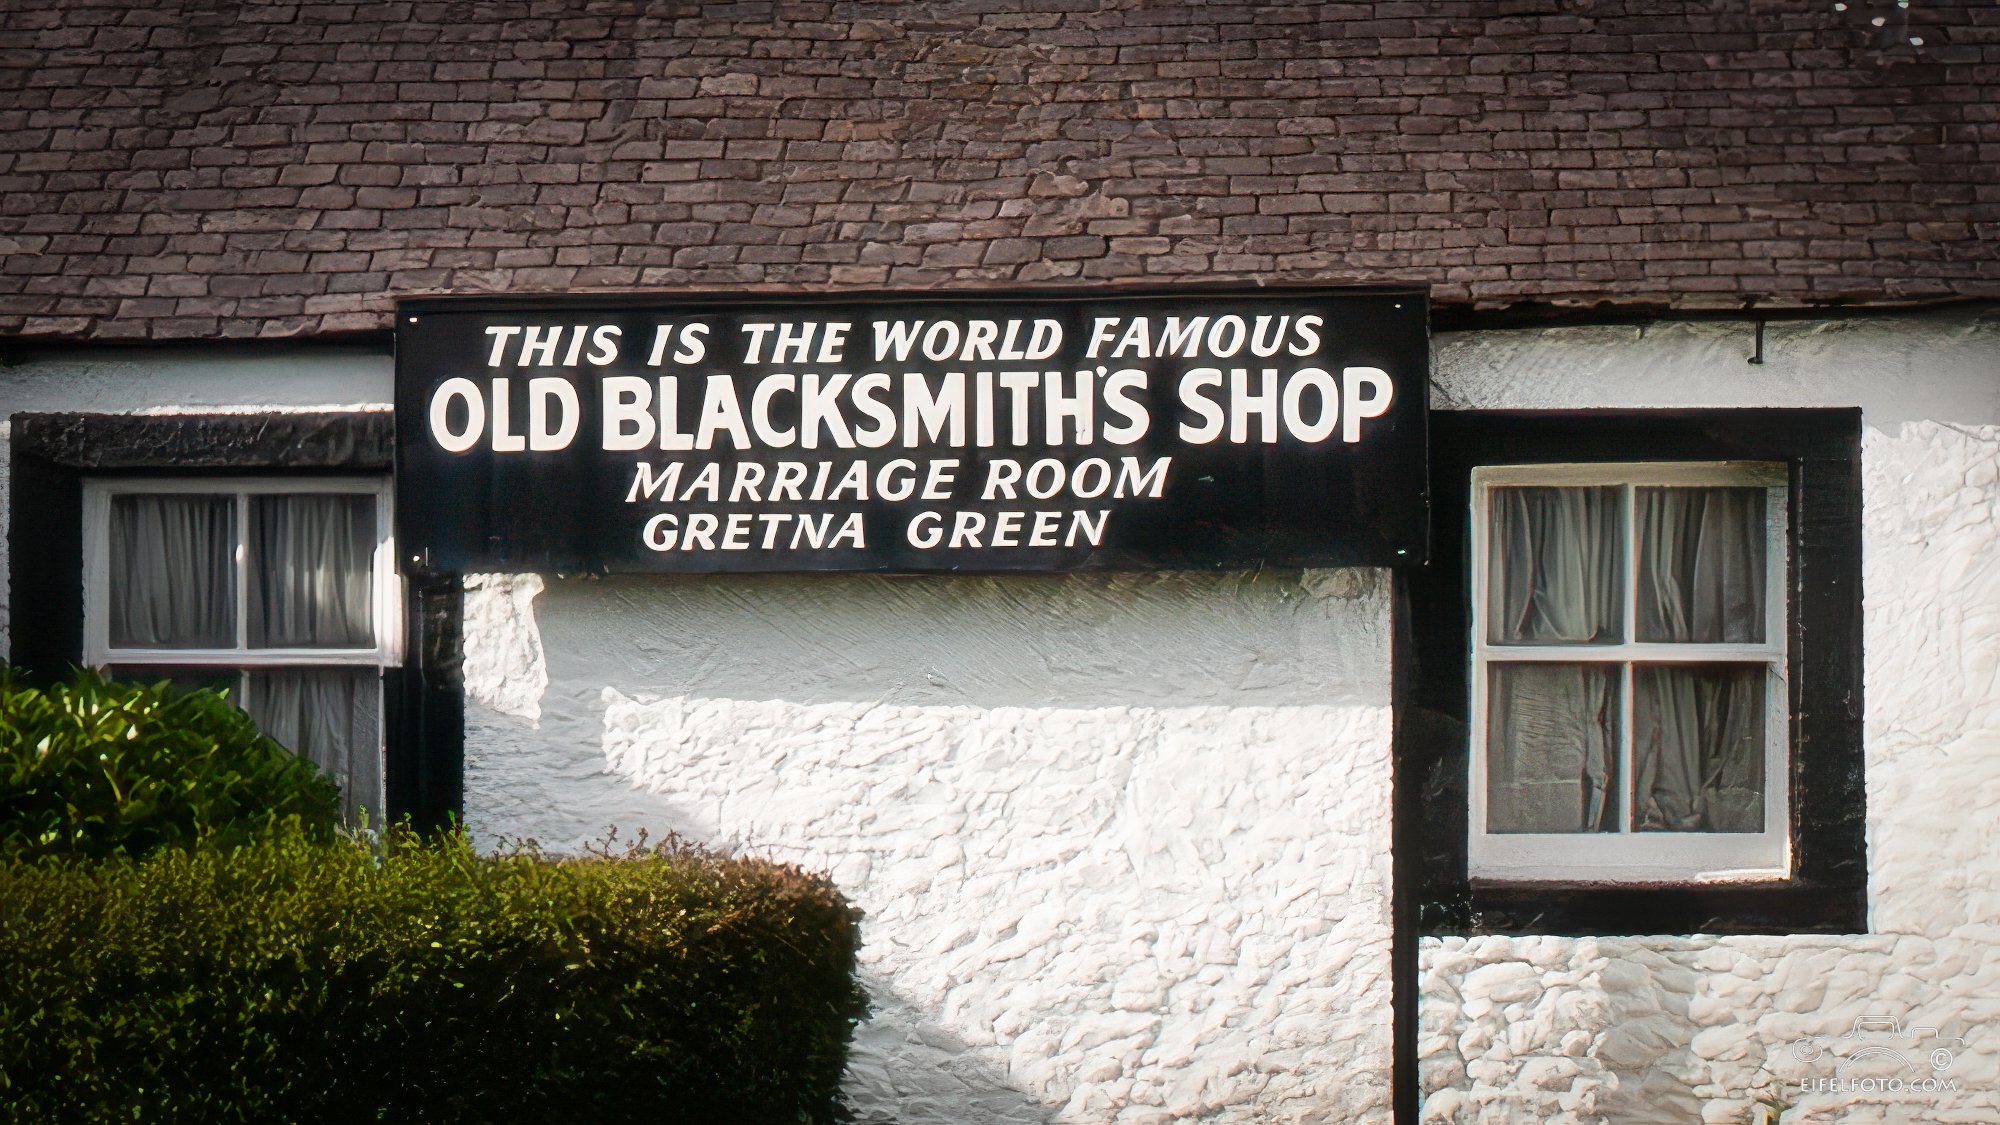 THIS IS THE WORLD FAMOUS
OLD BLACKSMITH'S SHOP
MARRIAGE ROOM
GRETNA GREEN
©
EIFELFOTO.COM